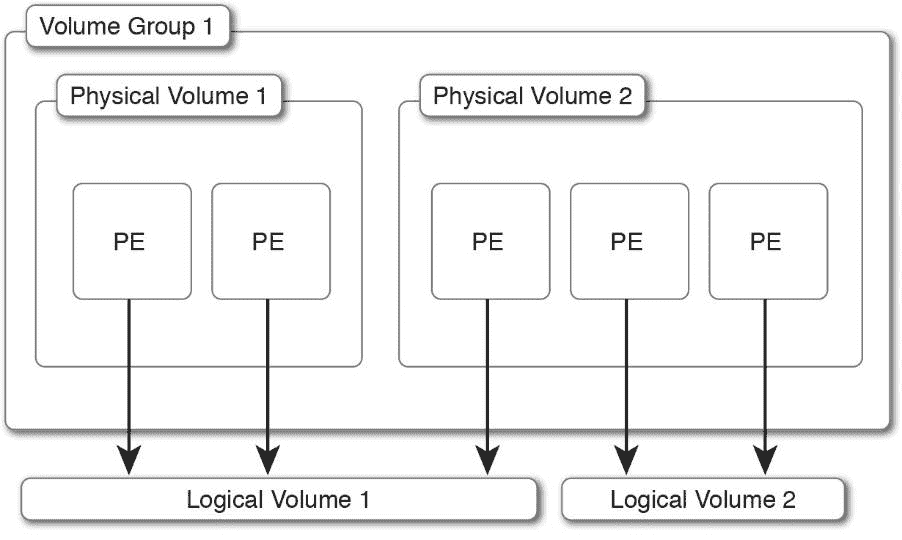 Volume Group 1
Physical Volume 1
Physical Volume 2
PE
PE
PE
PE
PE
Logical Volume 1
Logical Volume 2